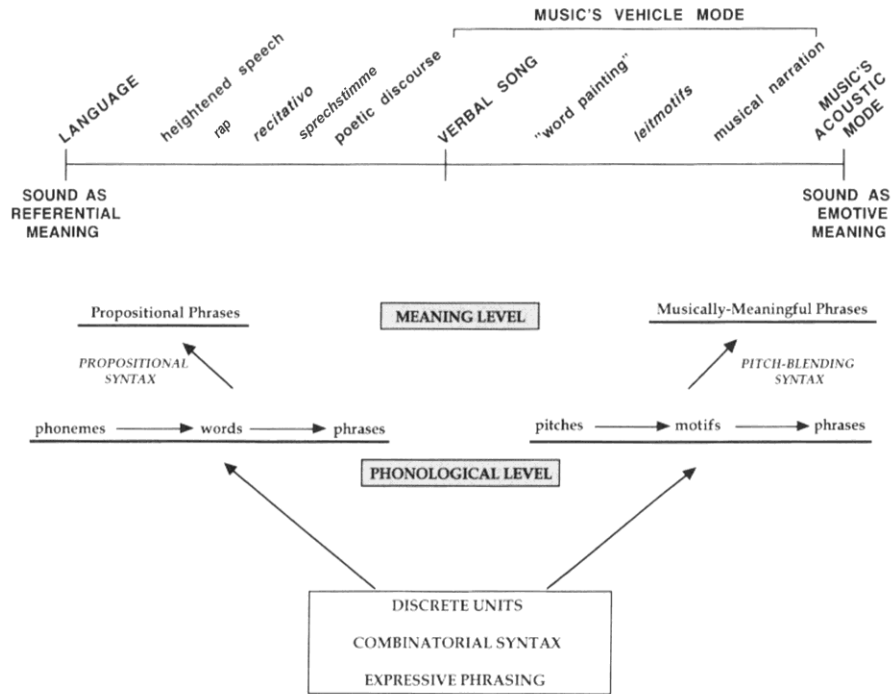 MUSIC'S VEHICLE MODE
LANGUAGE
heightened speech
rap
recitativo
sprechstimme
poetic discourse
VERBAL SONG
"word painting"
leitmotifs
musical narration
MUSIC'S
ACOUSTIC
MODE
SOUND AS
REFERENTIAL
MEANING
SOUND AS
EMOTIVE
MEANING
Propositional Phrases
MEANING LEVEL
Musically-Meaningful Phrases
PROPOSITIONAL
SYNTAX
PITCH-BLENDING
SYNTAX
phonemes words phrases
pitches motifs phrases
PHONOLOGICAL LEVEL
DISCRETE UNITS
COMBINATORIAL SYNTAX
EXPRESSIVE PHRASING